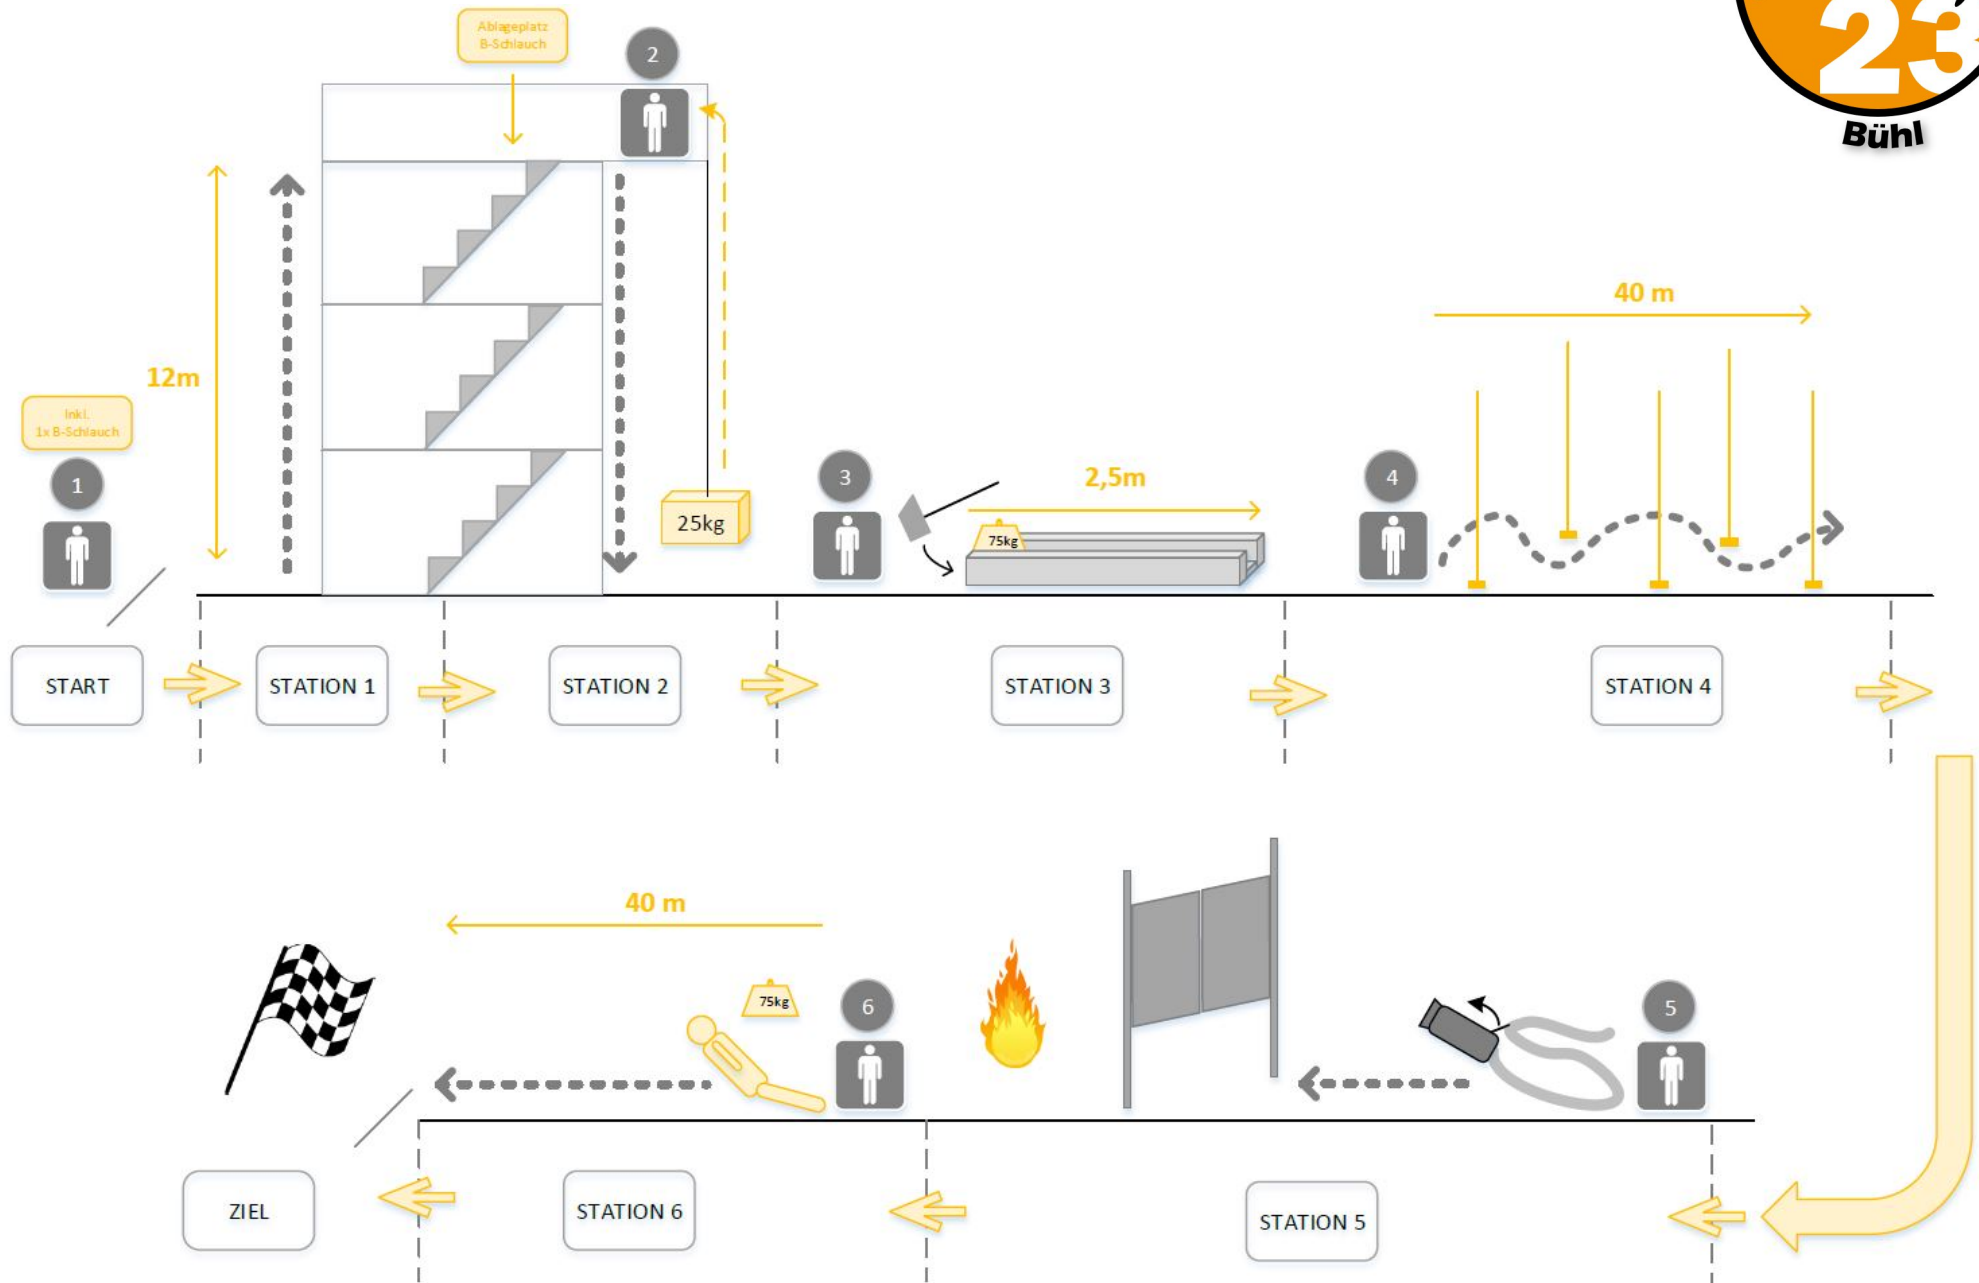 23
Bühl
Ablageplatz
B-Schlauch
2
12m
Inkl.
1x B-Schlauch
1
25kg
3
2,5m
75kg
4
40 m
START
STATION 1
STATION 2
STATION 3
STATION 4
40 m
75kg
6
5
ZIEL
STATION 6
STATION 5